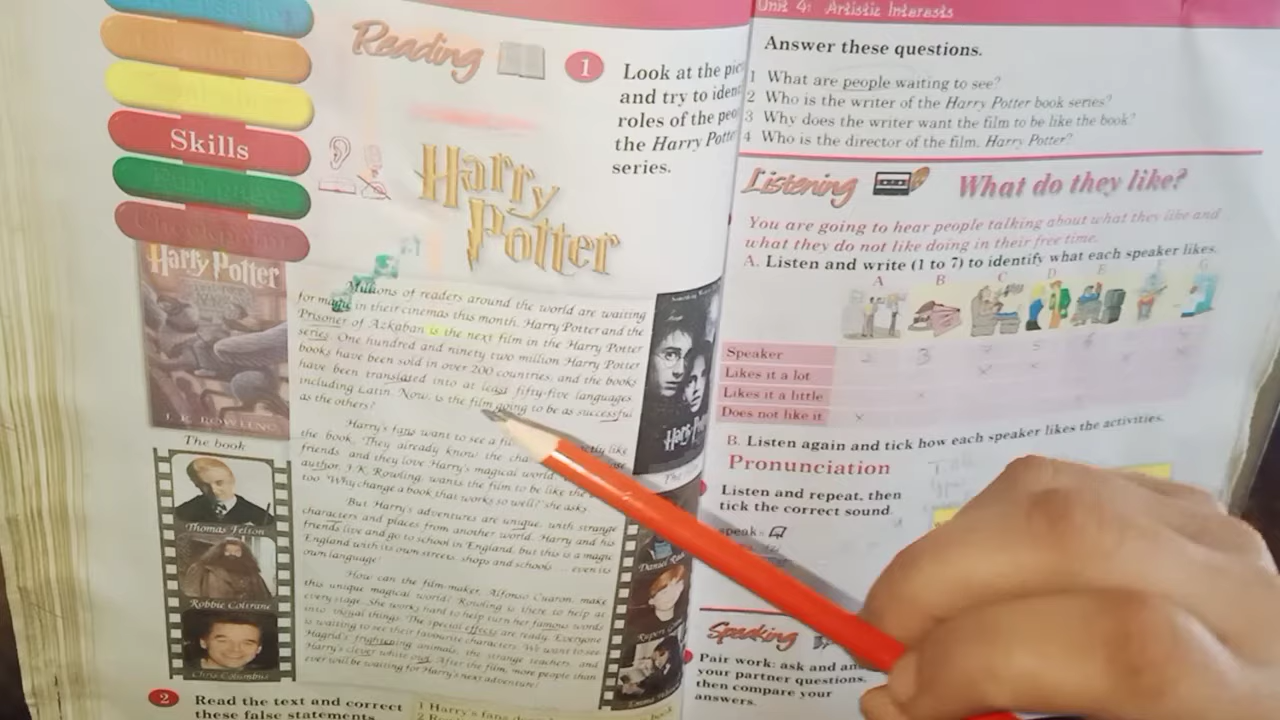 Reading
1
Look at the pic
and try to iden
roles of the peo
the Harry Potte
series.
Skills
Checkpoint
Harry
Potter
Harry Potter
J. K. ROWLING
The book
Millions of readers around the world are waiting
for magic in their cinemas this month. Harry Potter and the
Prisoner of Azkaban is the next film in the Harry Potter
series. One hundred and ninety two million Harry Potter
books have been sold in over 200 countries, and the books
have been translated into at least fifty-five languages,
including Latin. Now, is the film going to be as successful
as the others?
Harry's fans want to see a fi ctly like
the book. They already know the cha
friends, and they love Harry's magical world.
author, J.K. Rowling, wants the film to be like the
too. "Why change a book that works so well?" she asks.
But Harry's adventures are unique, with strange
characters and places from another world. Harry and his
friends live and go to school in England, but this is a magic
England with its own streets, shops and schools ... even its
own language!
How can the film-maker, Alfonso Cuaron, make
this unique magical world? Rowling is there to help at
every stage. She works hard to help turn her famous words
into visual things. The special effects are ready. Everyone
is waiting to see their favourite characters. We want to see
Hagrid's frightening animals, the strange teachers, and
Harry's clever white owl. After the film, more people than
ever will be waiting for Harry's next adventure!
Harry
Thomas Felton
Robbie Coltrane
Chris Columbus
Daniel
Rupert
Emma
2
Read the text and correct
these false statements
1 Harry's fans book
Unit 4: Artistic Interests
Answer these questions.
1 What are people waiting to see?
2 Who is the writer of the Harry Potter book series?
3 Why does the writer want the film to be like the book?
4 Who is the director of the film, Harry Potter?
Listening
What do they like?
You are going to hear people talking about what they like and
what they do not like doing in their free time.
A. Listen and write (1 to 7) to identify what each speaker likes.
A B C D E G
Speaker 3
Likes it a lot
Likes it a little
Does not like it
B. Listen again and tick how each speaker likes the activities.
Pronunciation
Listen and repeat, then
tick the correct sound.
speak
Speaking
Pair work: ask and an
your partner questions,
then compare your
answers.